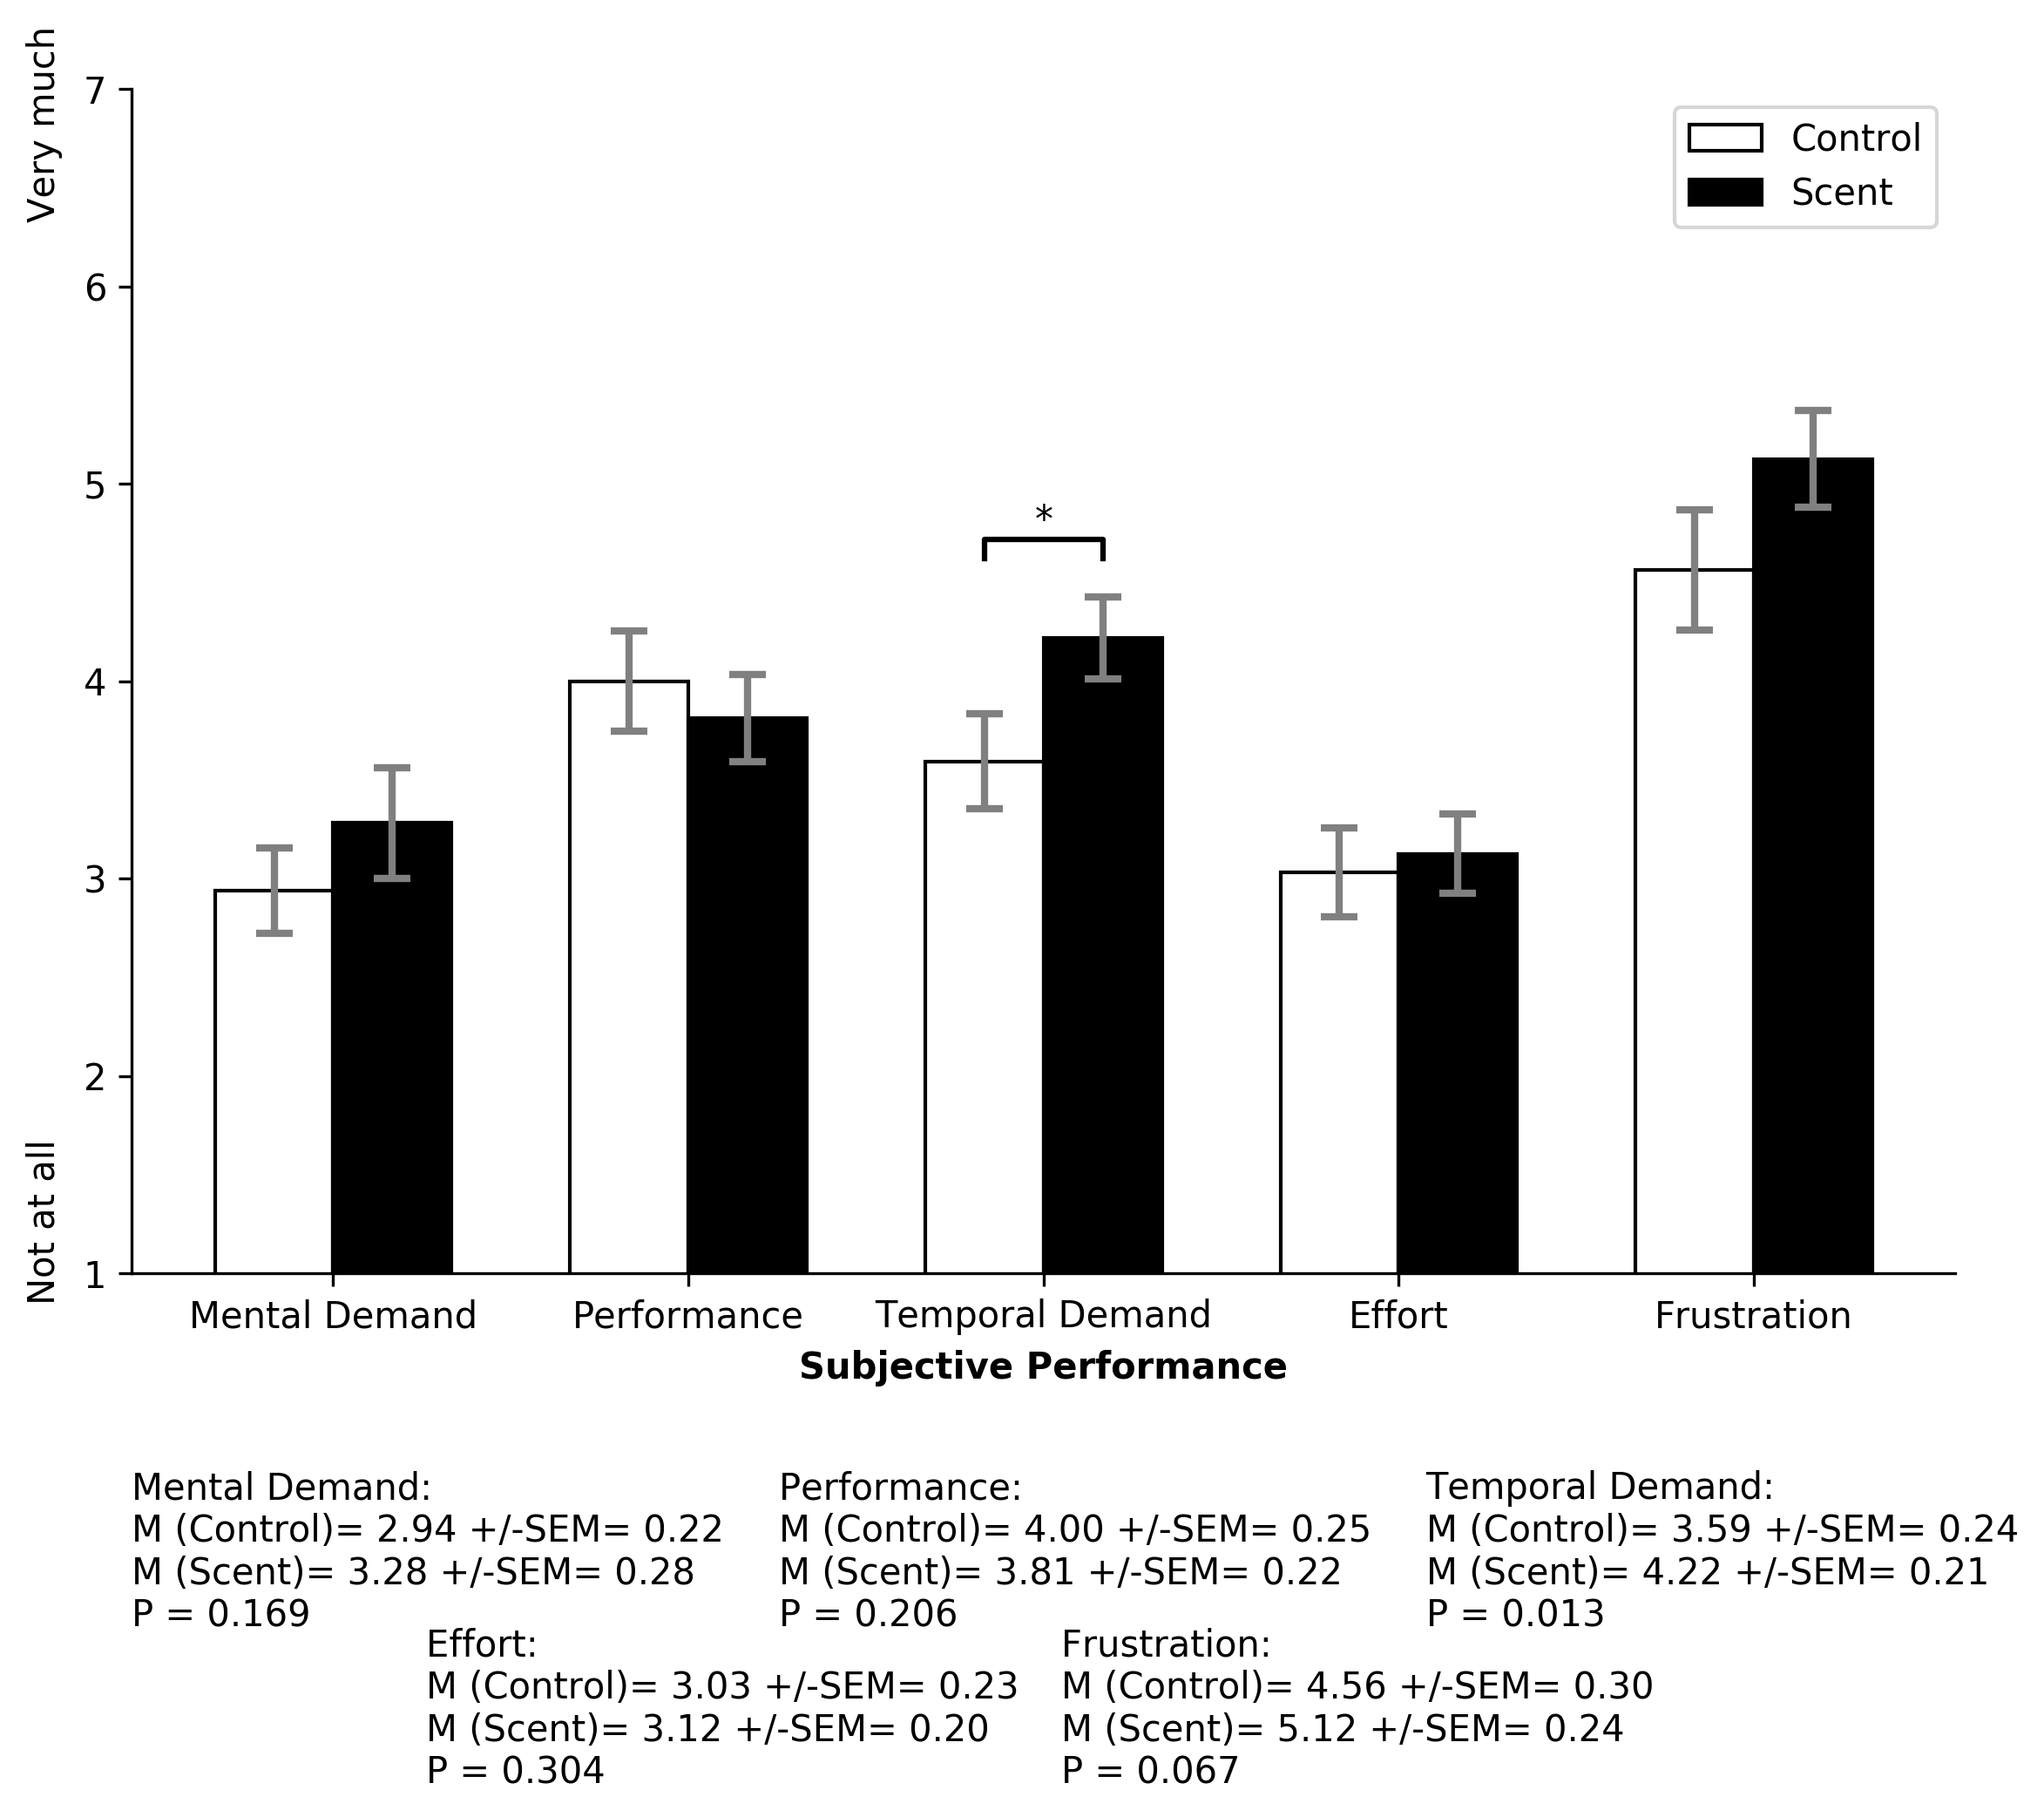 Very much
7
6
5
4
3
2
1
Not at all
Control
Scent
*
Mental Demand
Performance
Temporal Demand
Effort
Frustration
Subjective Performance
Mental Demand:
M (Control)= 2.94 +/-SEM= 0.22
M (Scent)= 3.28 +/-SEM= 0.28
P = 0.169
Performance:
M (Control)= 4.00 +/-SEM= 0.25
M (Scent)= 3.81 +/-SEM= 0.22
P = 0.206
Temporal Demand:
M (Control)= 3.59 +/-SEM= 0.24
M (Scent)= 4.22 +/-SEM= 0.21
P = 0.013
Effort:
M (Control)= 3.03 +/-SEM= 0.23
M (Scent)= 3.12 +/-SEM= 0.20
P = 0.304
Frustration:
M (Control)= 4.56 +/-SEM= 0.30
M (Scent)= 5.12 +/-SEM= 0.24
P = 0.067